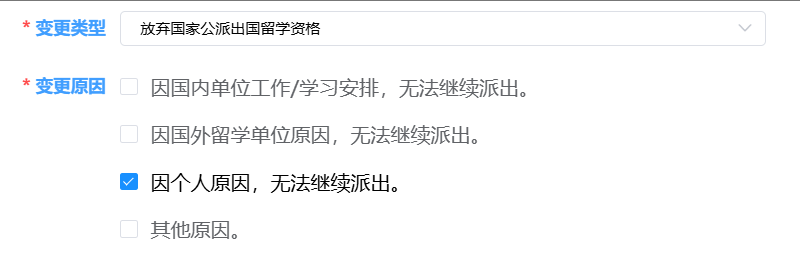 * 变更类型 放弃国家公派出国留学资格
* 变更原因 因国内单位工作/学习安排，无法继续派出。
因国外留学单位原因，无法继续派出。
因个人原因，无法继续派出。
其他原因。